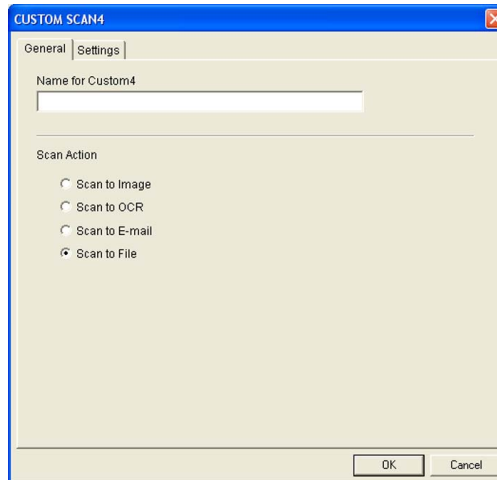 CUSTOM SCAN4
General Settings
Name for Custom4
Scan Action
Scan to Image
Scan to OCR
Scan to E-mail
Scan to File
OK Cancel